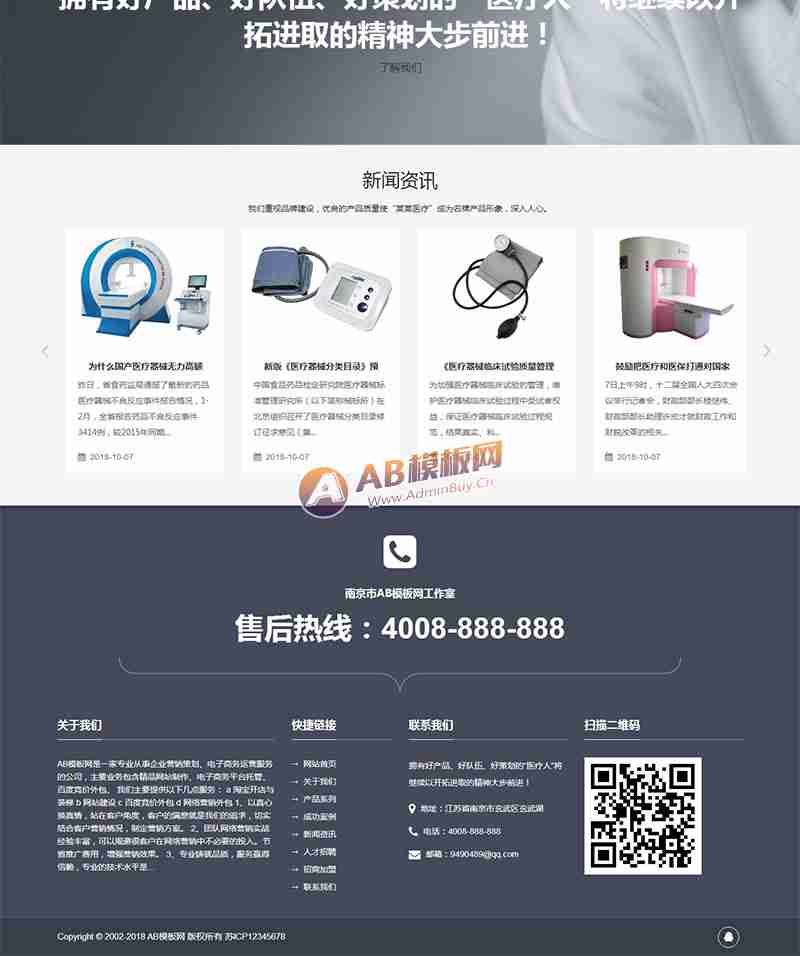 拥有好产品、好队伍、好策划的“医疗人”将继续以开
拓进取的精神大步前进！
了解我们
新闻资讯
我们重视品牌建设，优良的产品质量使“某某医疗”成为名牌产品形象，深入人心。
为什么国产医疗器械无力高额
昨日，省食药监局通报了最新的药品
医疗器械不良反应事件报告情况，1-
2月，全省报告药品不良反应事件
3414例，较2015年同期...
2018-10-07
新版《医疗器械分类目录》预
中国食品药品检定研究院医疗器械标
准管理研究所（以下简称械标所）在
北京组织召开了医疗器械分类目录修
订征求意见（第...
2018-10-07
《医疗器械临床试验质量管理
为加强医疗器械临床试验的管理，维
护医疗器械临床试验过程中受试者权
益，保证医疗器械临床试验过程规
范，结果真实、科...
2018-10-07
鼓励把医疗和医保打通对国家
7日上午9时，十二届全国人大四次会
议举行记者会，财政部部长楼继伟、
财政部部长助理许宏才就财政工作和
财税改革的相关...
2018-10-07
AB模板网
Www.AdminBuy.Cn
南京市AB模板网工作室
售后热线：4008-888-888
关于我们
AB模板网是一家专业从事企业营销策划、电子商务运营服务
的公司，主要业务包含精品网站制作、电子商务平台托管、
百度竞价外包。 我们主要提供以下几点服务： a 淘宝开店与
装修 b 网站建设 c 百度竞价外包 d 网络营销外包 1、以真心
换真情，站在客户角度，客户的满意就是我们的追求，切实
结合客户营销情况，制定营销方案。 2、团队网络营销实战
经验丰富，可以规避很客户在网络营销中不必要的投入。节
省推广费用，增强营销效果。 3、专业铸就品质，服务赢得
信赖，专业的技术水平是...
快捷链接
→ 网站首页
→ 关于我们
→ 产品系列
→ 成功案例
→ 新闻资讯
→ 人才招聘
→ 招商加盟
→ 联系我们
联系我们
拥有好产品、好队伍、好策划的“医疗人”将
继续以开拓进取的精神大步前进！
地址：江苏省南京市玄武区玄武湖
电话：4008-888-888
邮箱：9490489@qq.com
扫描二维码
Copyright © 2002-2018 AB模板网 版权所有 苏ICP12345678